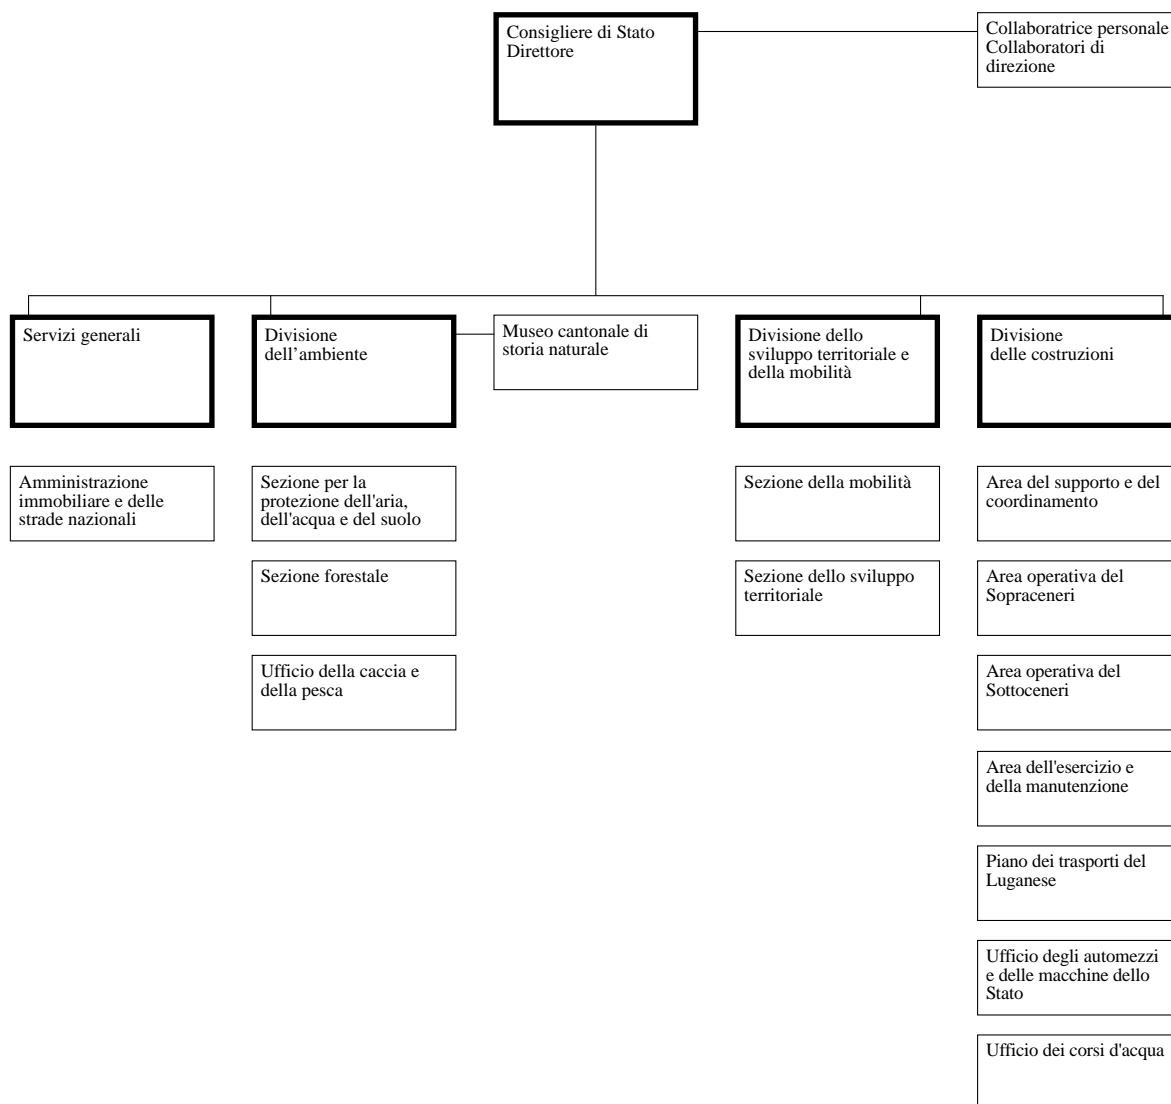 Consigliere di Stato
Direttore
Collaboratrice personale
Collaboratori di
direzione
Servizi generali
Divisione
dell’ambiente
Museo cantonale di
storia naturale
Divisione dello
sviluppo territoriale e
della mobilità
Divisione
delle costruzioni
Amministrazione
immobiliare e delle
strade nazionali
Sezione per la
protezione dell'aria,
dell'acqua e del suolo
Sezione della mobilità
Area del supporto e del
coordinamento
Sezione forestale
Sezione dello sviluppo
territoriale
Area operativa del
Sopraceneri
Ufficio della caccia e
della pesca
Area operativa del
Sottoceneri
Area dell'esercizio e
della manutenzione
Piano dei trasporti del
Luganese
Ufficio degli automezzi
e delle macchine dello
Stato
Ufficio dei corsi d'acqua